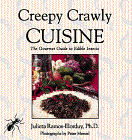 Creepy Crawly
CUISINE
The Gourmet Guide to Edible Insects
Julieta Ramos-Elorduy, Ph.D.
Photographs by Peter Menzel